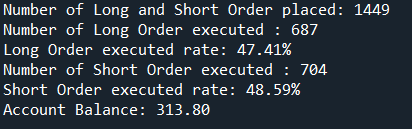 Number of Long and Short Order placed: 1449
Number of Long Order executed : 687
Long Order executed rate: 47.41%
Number of Short Order executed : 704
Short Order executed rate: 48.59%
Account Balance: 313.80